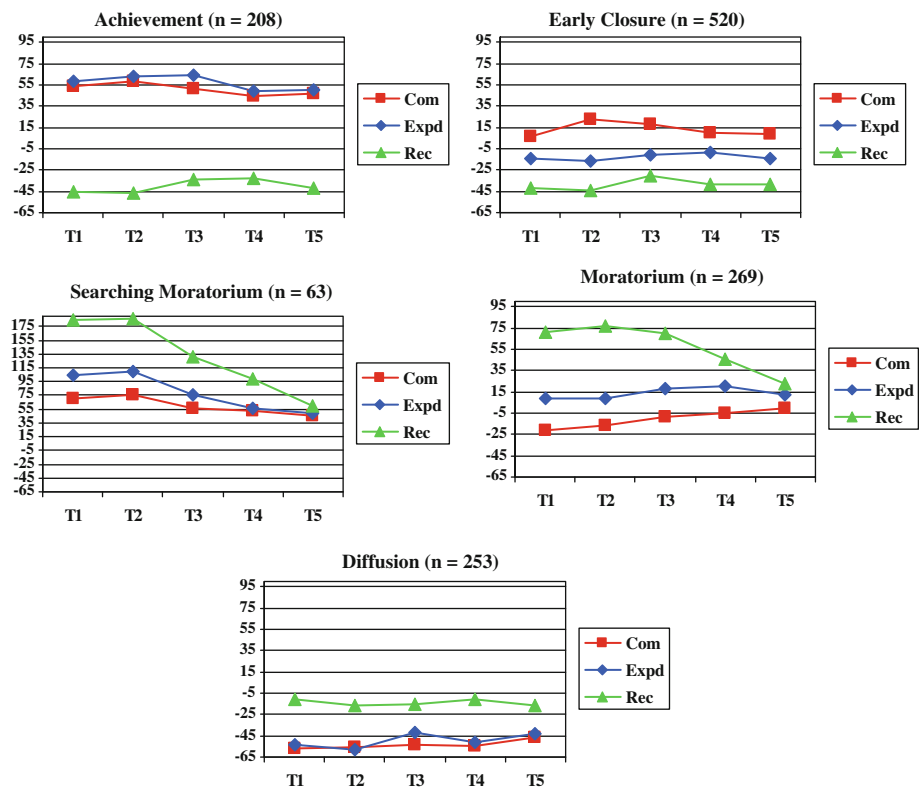 Achievement (n = 208)
95
75
55
35
15
-5
-25
-45
-65
T1 T2 T3 T4 T5
Com
Expd
Rec
Early Closure (n = 520)
95
75
55
35
15
-5
-25
-45
-65
T1 T2 T3 T4 T5
Com
Expd
Rec
Searching Moratorium (n = 63)
175
155
135
115
95
75
55
35
15
-5
-25
-45
-65
T1 T2 T3 T4 T5
Com
Expd
Rec
Moratorium (n = 269)
95
75
55
35
15
-5
-25
-45
-65
T1 T2 T3 T4 T5
Com
Expd
Rec
Diffusion (n = 253)
95
75
55
35
15
-5
-25
-45
-65
T1 T2 T3 T4 T5
Com
Expd
Rec